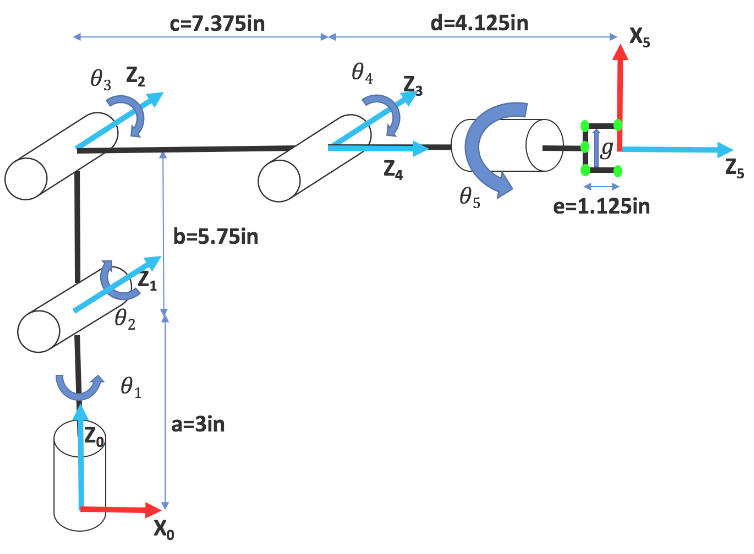 c=7.375in
d=4.125in
X5
θ3
Z2
θ4
Z3
Z4
g
Z5
θ5
e=1.125in
b=5.75in
Z1
θ2
θ1
a=3in
Z0
X0